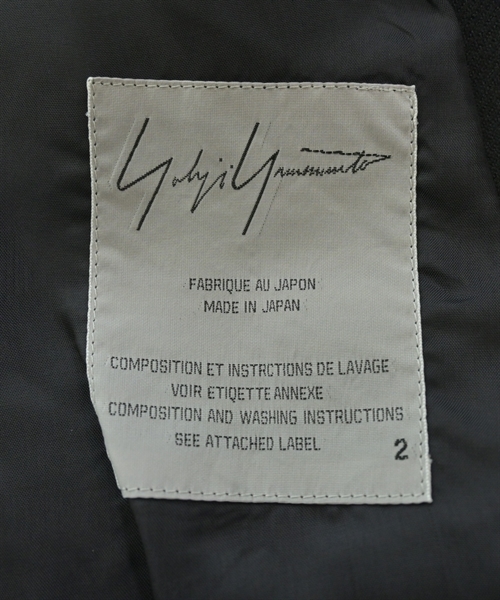 Yohji Yamamoto
FABRIQUE AU JAPON
MADE IN JAPAN
COMPOSITION ET INSTRCTIONS DE LAVAGE
VOIR ETIQETTE ANNEXE
COMPOSITION AND WASHING INSTRUCTIONS
SEE ATTACHED LABEL
2